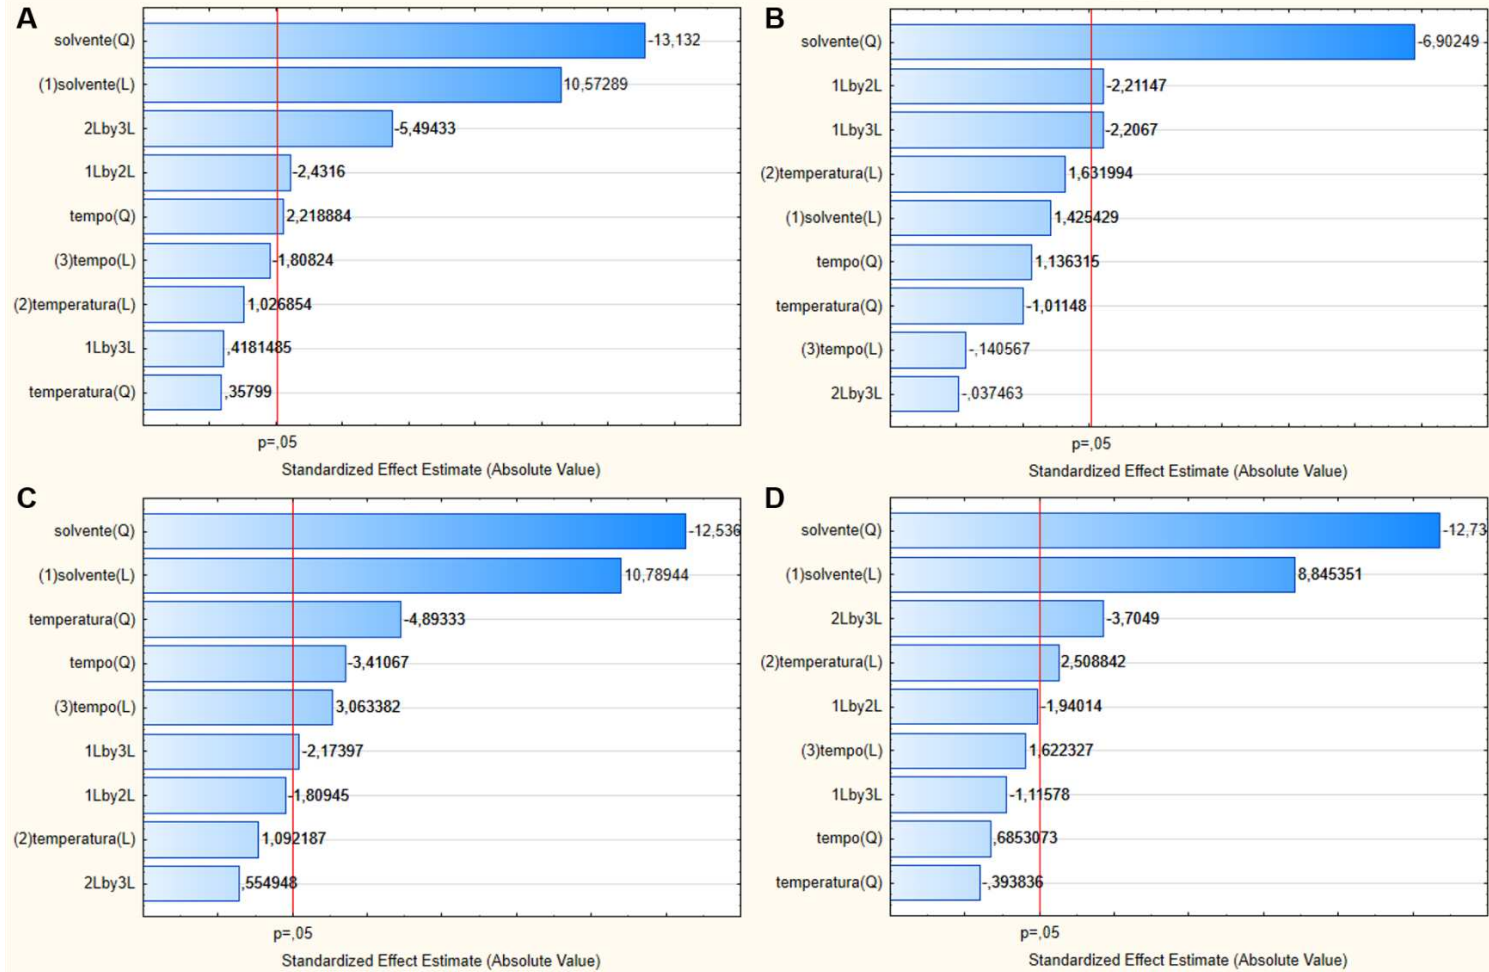 A
solvente(Q) -13,132
(1)solvente(L) 10,57289
2Lby3L -5,49433
1Lby2L -2,4316
tempo(Q) 2,218884
(3)tempo(L) -1,80824
(2)temperatura(L) 1,026854
1Lby3L ,4181485
temperatura(Q) ,35799
p=,05
Standardized Effect Estimate (Absolute Value)
B
solvente(Q) -6,90249
1Lby2L -2,21147
1Lby3L -2,2067
(2)temperatura(L) 1,631994
(1)solvente(L) 1,425429
tempo(Q) 1,136315
temperatura(Q) -1,01148
(3)tempo(L) -,140567
2Lby3L -,037463
p=,05
Standardized Effect Estimate (Absolute Value)
C
solvente(Q) -12,536
(1)solvente(L) 10,78944
temperatura(Q) -4,89333
tempo(Q) -3,41067
(3)tempo(L) 3,063382
1Lby3L -2,17397
1Lby2L -1,80945
(2)temperatura(L) 1,092187
2Lby3L ,554948
p=,05
Standardized Effect Estimate (Absolute Value)
D
solvente(Q) -12,73
(1)solvente(L) 8,845351
2Lby3L -3,7049
(2)temperatura(L) 2,508842
1Lby2L -1,94014
(3)tempo(L) 1,622327
1Lby3L -1,11578
tempo(Q) ,6853073
temperatura(Q) -,393836
p=,05
Standardized Effect Estimate (Absolute Value)